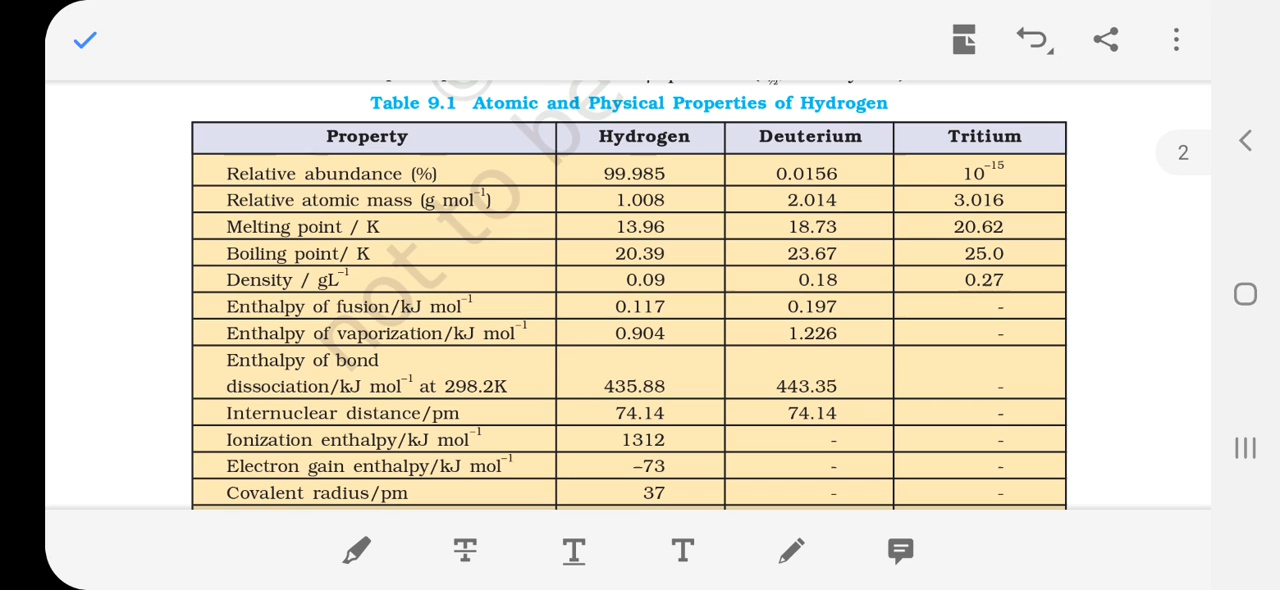 Table 9.1 Atomic and Physical Properties of Hydrogen
Property Hydrogen Deuterium Tritium
Relative abundance (%) 99.985 0.0156 10⁻¹⁵
Relative atomic mass (g mol⁻¹) 1.008 2.014 3.016
Melting point / K 13.96 18.73 20.62
Boiling point/ K 20.39 23.67 25.0
Density / gL⁻¹ 0.09 0.18 0.27
Enthalpy of fusion/kJ mol⁻¹ 0.117 0.197 -
Enthalpy of vaporization/kJ mol⁻¹ 0.904 1.226 -
Enthalpy of bond
dissociation/kJ mol⁻¹ at 298.2K 435.88 443.35 -
Internuclear distance/pm 74.14 74.14 -
Ionization enthalpy/kJ mol⁻¹ 1312 - -
Electron gain enthalpy/kJ mol⁻¹ –73 - -
Covalent radius/pm 37 - -
not to be
2